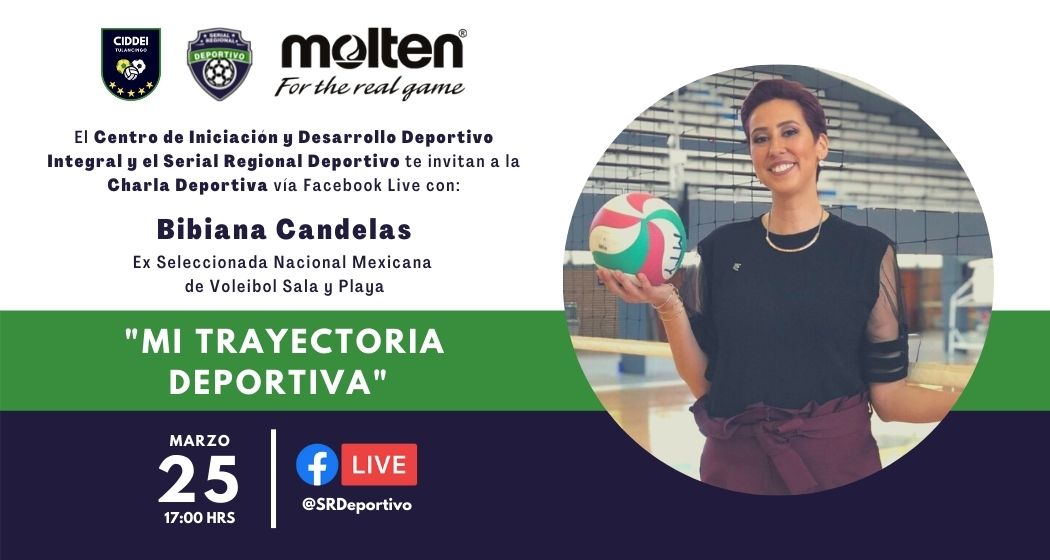 CIDDEI
TULANCINGO
SERIAL
REGIONAL
DEPORTIVO
molten®
For the real game
El Centro de Iniciación y Desarrollo Deportivo
Integral y el Serial Regional Deportivo te invitan a la
Charla Deportiva vía Facebook Live con:
Bibiana Candelas
Ex Seleccionada Nacional Mexicana
de Voleibol Sala y Playa
"MI TRAYECTORIA
DEPORTIVA"
MARZO
25
17:00 HRS
f LIVE
@SRDeportivo